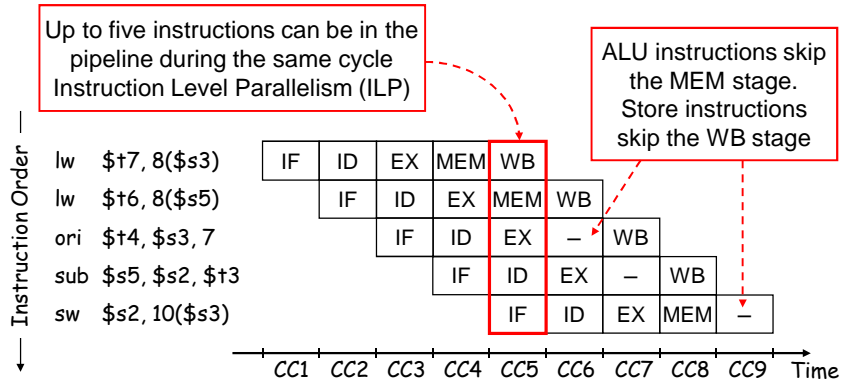 Up to five instructions can be in the
pipeline during the same cycle
Instruction Level Parallelism (ILP)
ALU instructions skip
the MEM stage.
Store instructions
skip the WB stage
Instruction Order
lw $t7, 8($s3) IF ID EX MEM WB
lw $t6, 8($s5) IF ID EX MEM WB
ori $t4, $s3, 7 IF ID EX – WB
sub $s5, $s2, $t3 IF ID EX – WB
sw $s2, 10($s3) IF ID EX MEM –
CC1 CC2 CC3 CC4 CC5 CC6 CC7 CC8 CC9 Time